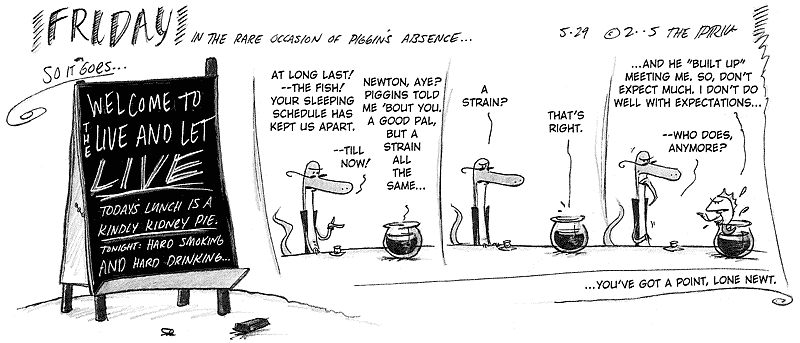 FRIDAY
IN THE RARE OCCASION OF PIGGIN'S ABSENCE...
5-29 © 2··5 THE
SO IT GOES...
WELCOME TO
THE LIVE AND LET
LIVE
TODAY'S LUNCH IS A
KINDLY KIDNEY PIE.
TONIGHT: HARD SMOKING
AND HARD DRINKING...
AT LONG LAST!
--THE FISH!
YOUR SLEEPING
SCHEDULE HAS
KEPT US APART.
--TILL
NOW!
NEWTON, AYE?
PIGGINS TOLD
ME 'BOUT YOU.
A GOOD PAL,
BUT A
STRAIN
ALL
THE
SAME...
A
STRAIN?
THAT'S
RIGHT.
...AND HE "BUILT UP"
MEETING ME. SO, DON'T
EXPECT MUCH. I DON'T DO
WELL WITH EXPECTATIONS...
--WHO DOES,
ANYMORE?
...YOU'VE GOT A POINT, LONE NEWT.